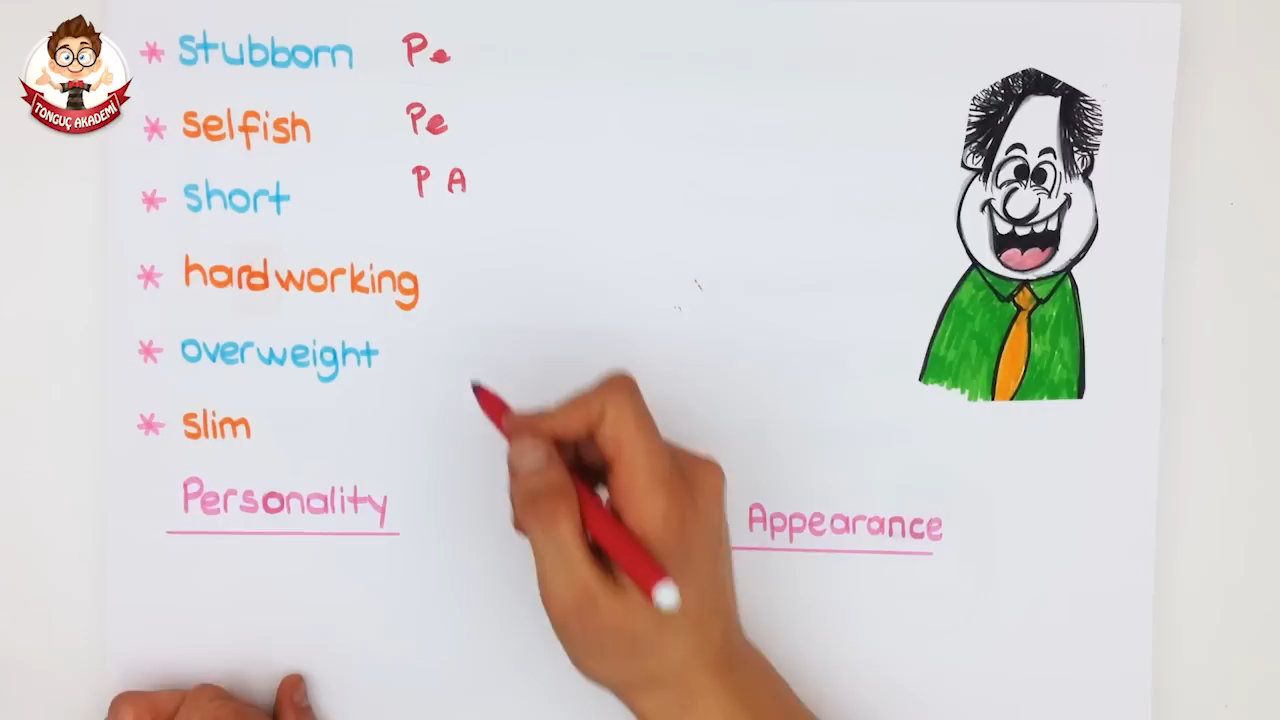 TONGUÇ AKADEMİ
* stubborn Pe
* selfish Pe
* short P A
* hardworking
* overweight
* slim
Personality
Appearance